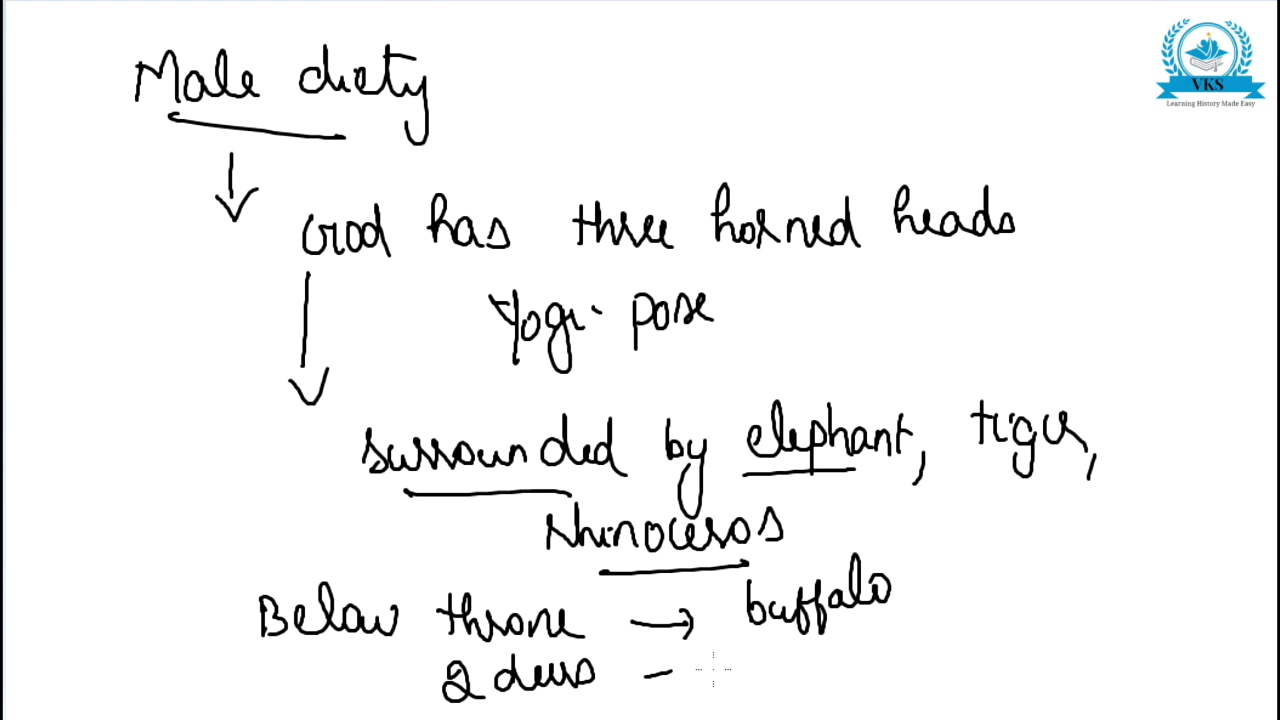 VKS
Learning History Made Easy
Male diety
God has three horned heads
Yogi pose
surrounded by elephant, tiger,
rhinoceros
Below throne → buffalo
2 deers –